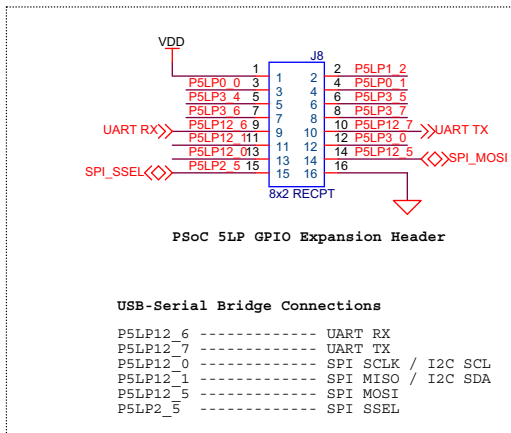 VDD
J8
1 1 2 2 P5LP1_2
P5LP0_0 3 3 4 4 P5LP0_1
P5LP3_4 5 5 6 6 P5LP3_5
P5LP3_6 7 7 8 8 P5LP3_7
UART RX P5LP12_6 9 9 10 10 P5LP12_7 UART TX
P5LP12_1 11 11 12 12 P5LP3_0
P5LP12_0 13 13 14 14 P5LP12_5 SPI_MOSI
SPI_SSEL P5LP2_5 15 15 16 16
8x2 RECPT
PSoC 5LP GPIO Expansion Header
USB-Serial Bridge Connections
P5LP12_6 ------------- UART RX
P5LP12_7 ------------- UART TX
P5LP12_0 ------------- SPI SCLK / I2C SCL
P5LP12_1 ------------- SPI MISO / I2C SDA
P5LP12_5 ------------- SPI MOSI
P5LP2_5 ------------- SPI SSEL